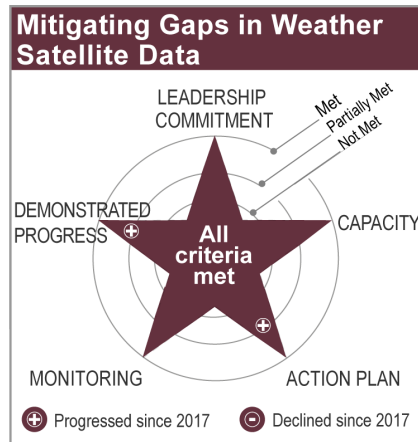 Mitigating Gaps in Weather
Satellite Data
LEADERSHIP
COMMITMENT
Met
Partially Met
Not Met
DEMONSTRATED
PROGRESS
CAPACITY
All
criteria
met
MONITORING
ACTION PLAN
Progressed since 2017
Declined since 2017